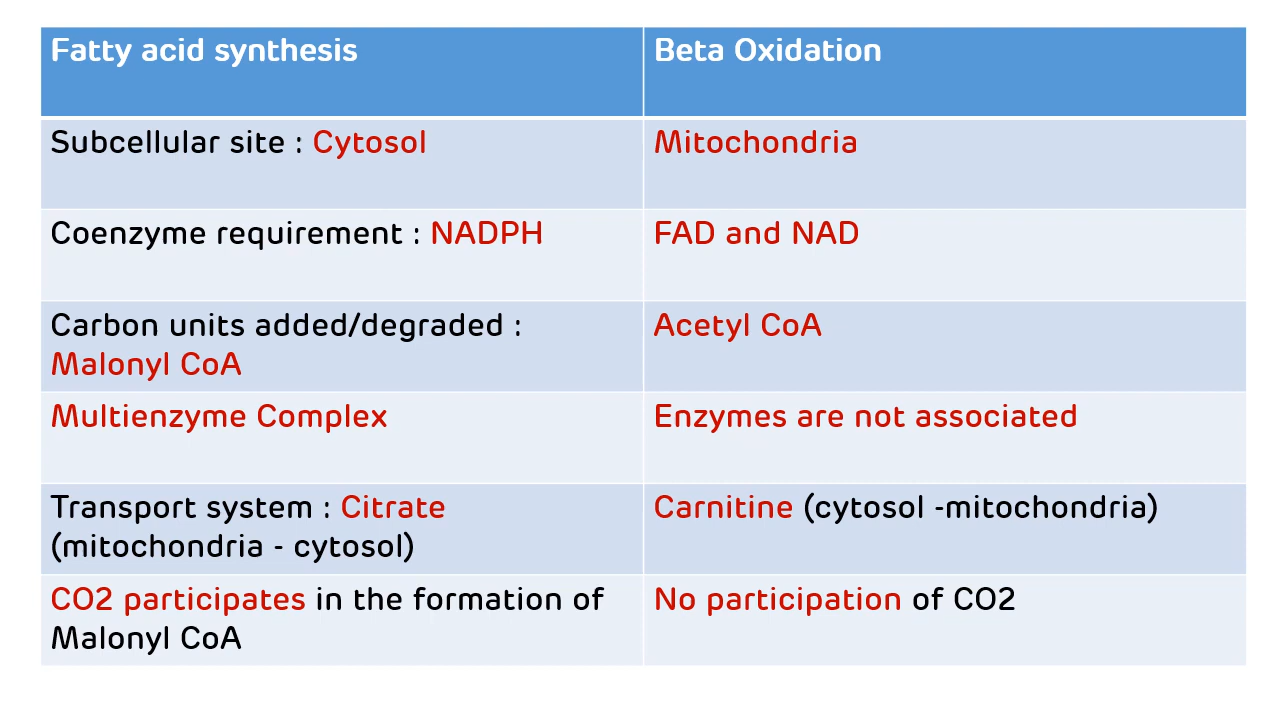 Fatty acid synthesis
Beta Oxidation
Subcellular site : Cytosol
Mitochondria
Coenzyme requirement : NADPH
FAD and NAD
Carbon units added/degraded :
Malonyl CoA
Acetyl CoA
Multienzyme Complex
Enzymes are not associated
Transport system : Citrate
(mitochondria - cytosol)
Carnitine (cytosol -mitochondria)
CO2 participates in the formation of
Malonyl CoA
No participation of CO2